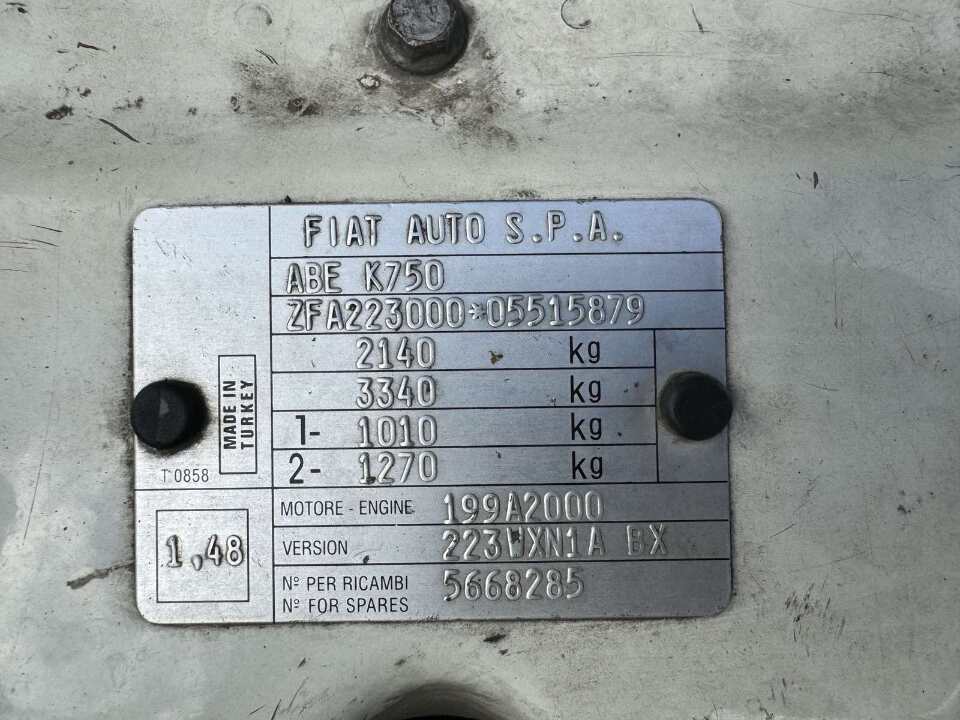 FIAT AUTO S.P.A.
ABE K750
ZFA223000*05515879
2140 kg
3340 kg
1- 1010 kg
2- 1270 kg
MADE IN
TURKEY
T 0858
MOTORE - ENGINE 199A2000
VERSION 223WXN1A BX
Nº PER RICAMBI
Nº FOR SPARES 5668285
1,48